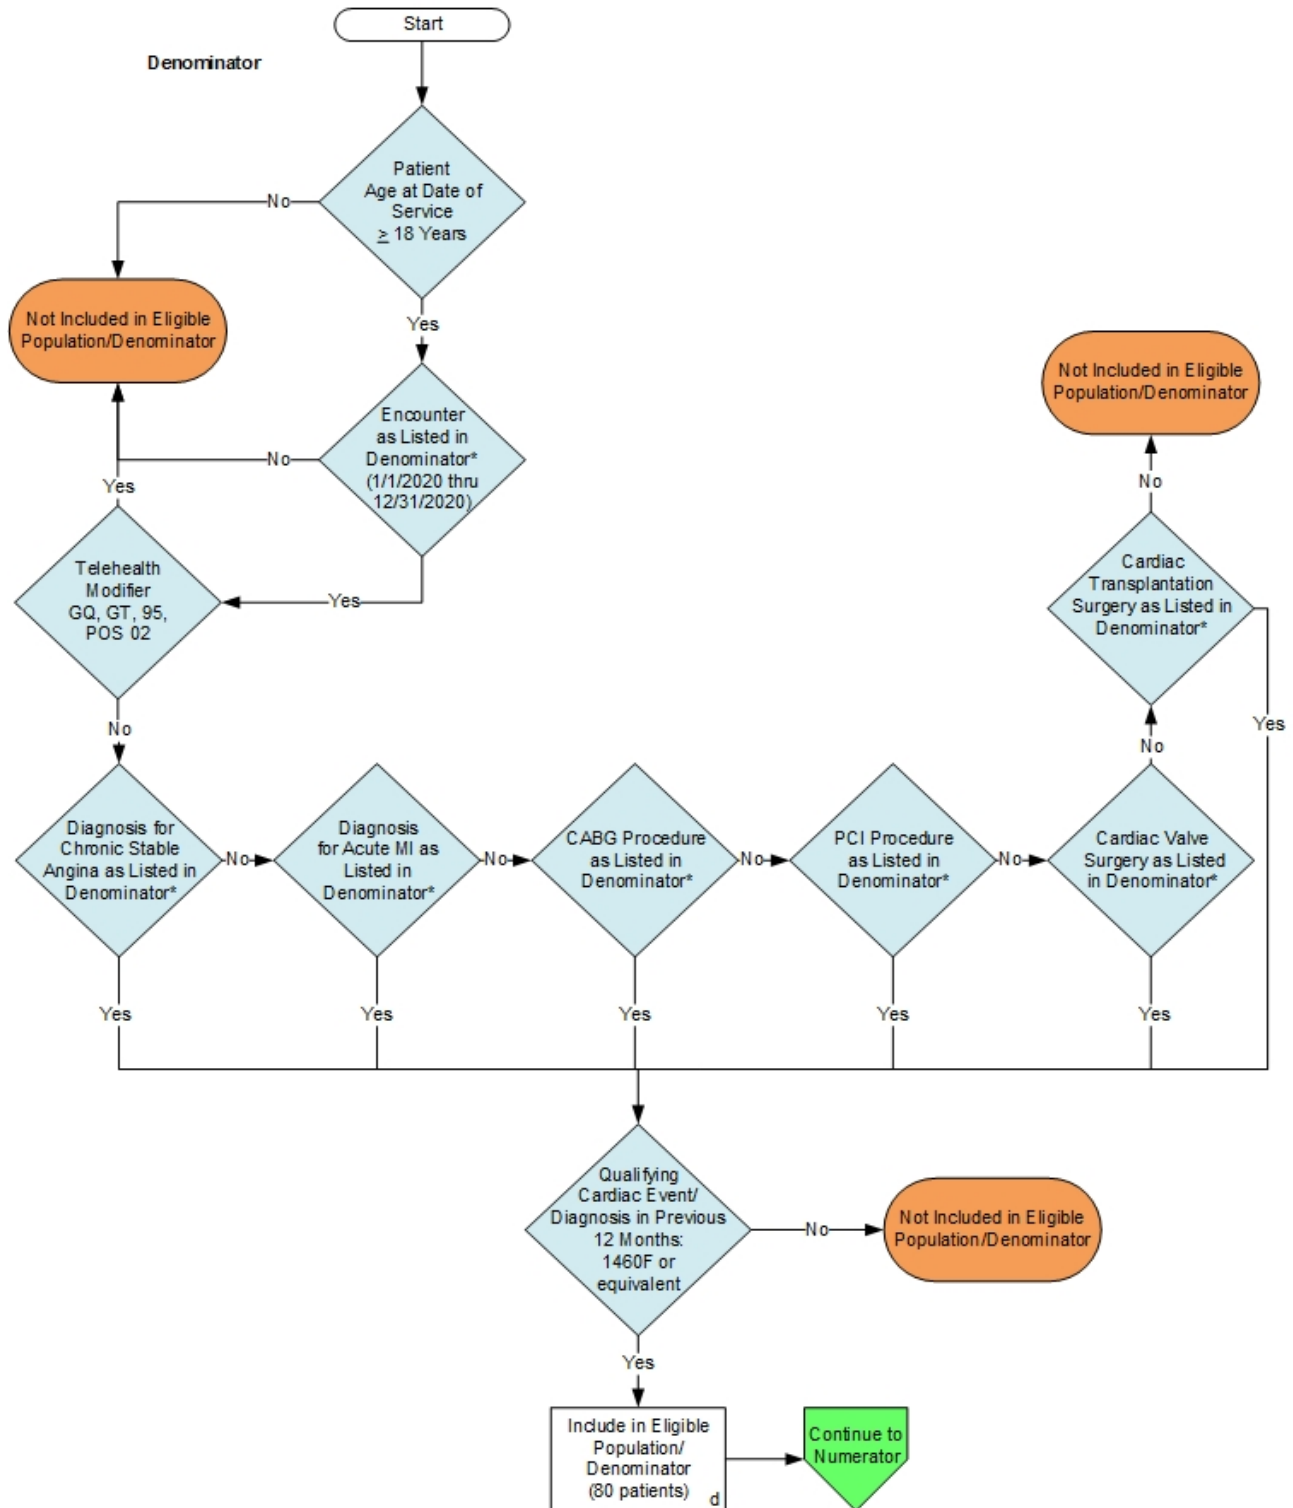 Start
Denominator
Patient
Age at Date of
Service
≥ 18 Years
No
Yes
Not Included in Eligible
Population/Denominator
Encounter
as Listed in
Denominator*
(1/1/2020 thru
12/31/2020)
No
Yes
Yes
Telehealth
Modifier
GQ, GT, 95,
POS 02
No
Not Included in Eligible
Population/Denominator
No
Cardiac
Transplantation
Surgery as Listed in
Denominator*
Yes
No
Diagnosis for
Chronic Stable
Angina as Listed in
Denominator*
No
Diagnosis
for Acute MI as
Listed in
Denominator*
No
CABG Procedure
as Listed in
Denominator*
No
PCI Procedure
as Listed in
Denominator*
No
Cardiac Valve
Surgery as Listed
in Denominator*
Yes
Yes
Yes
Yes
Yes
Qualifying
Cardiac Event/
Diagnosis in Previous
12 Months:
1460F or
equivalent
No
Not Included in Eligible
Population/Denominator
Yes
Include in Eligible
Population/
Denominator
(80 patients)
d
Continue to
Numerator